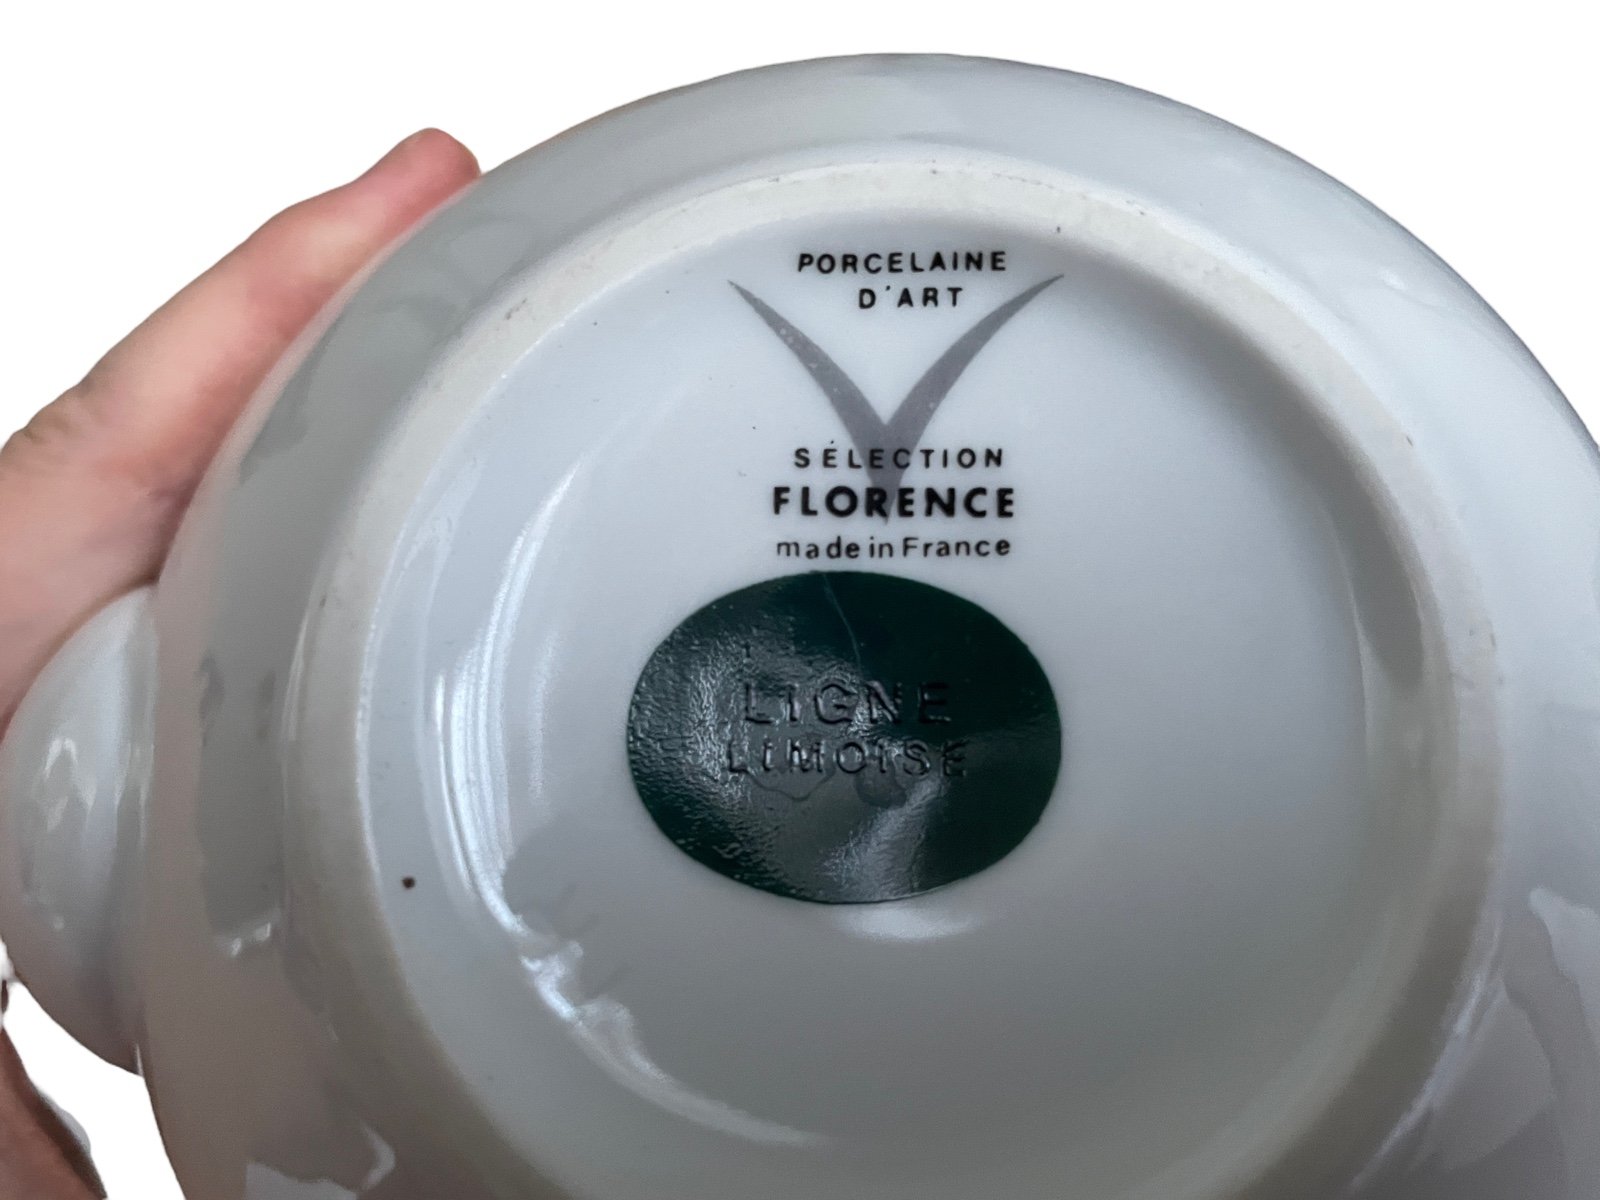 PORCELAINE
D'ART
SÉLECTION
FLORENCE
made in France
LIGNE
LIMOISE